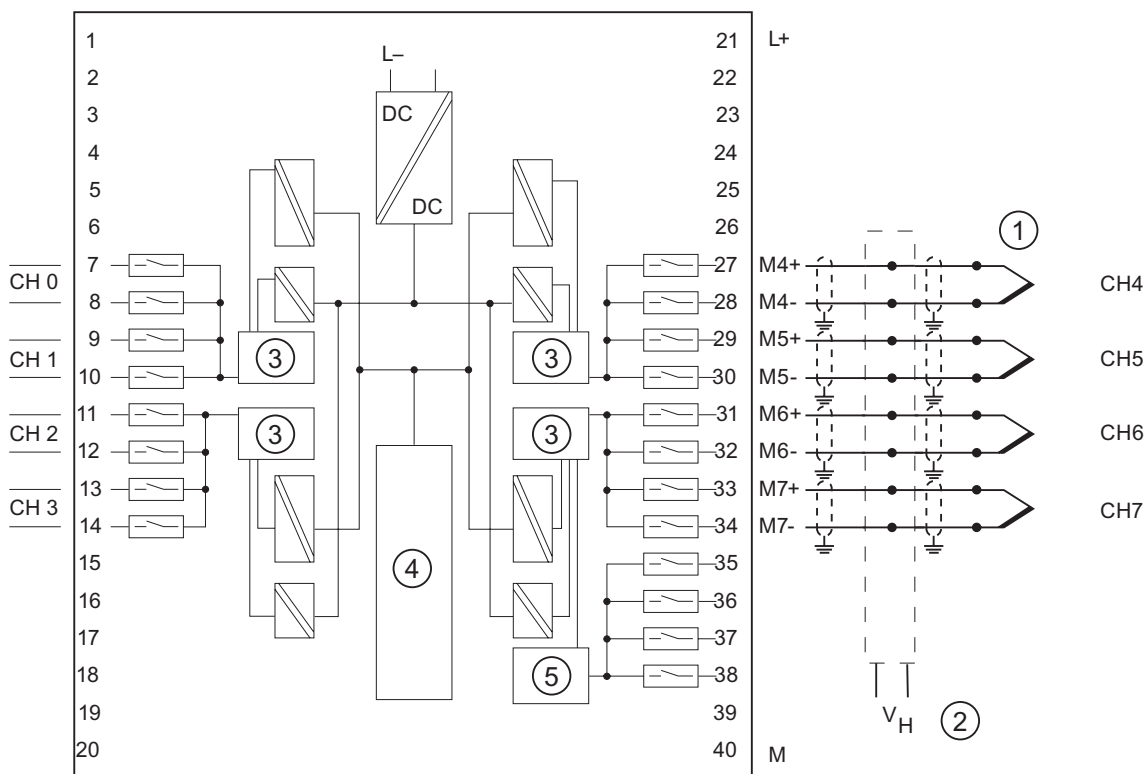 1 21 L+
L–
2 22
DC
3 23
4 24
5 25
DC
6 26
①
7 27 M4+
CH 0 CH4
8 28 M4-
9 29 M5+
CH 1 ③ ③ CH5
10 30 M5-
11 31 M6+
CH 2 ③ ③ CH6
12 32 M6-
13 33 M7+
CH 3 CH7
14 34 M7-
15 35
④
16 36
17 37
18 ⑤ 38
19 39
VH ②
20 40 M